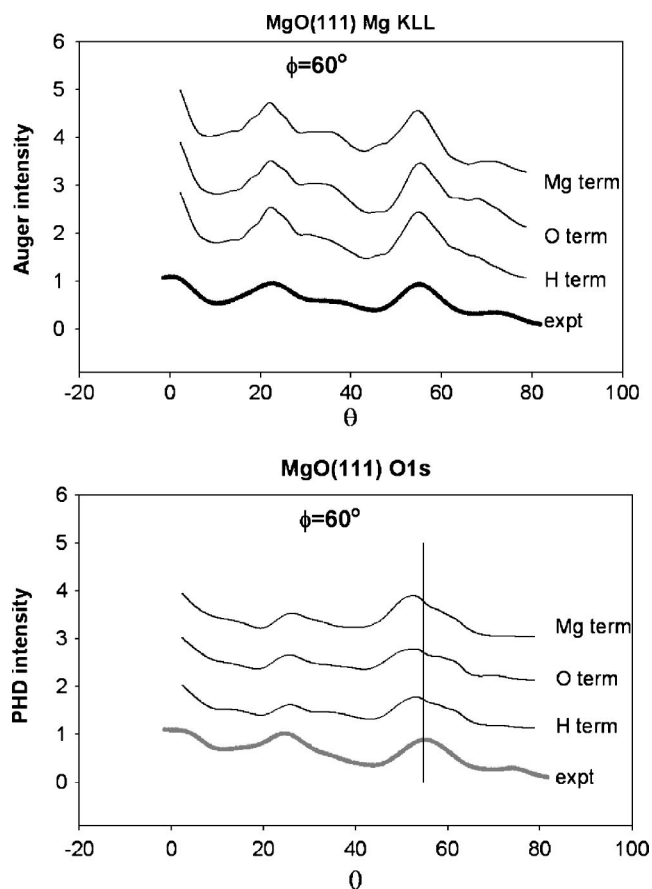 MgO(111) Mg KLL
6
ϕ=60°
5
4
Mg term
3
O term
2
H term
1
expt
0
-20 0 20 40 60 80 100
θ
Auger intensity
MgO(111) O1s
6
ϕ=60°
5
4
Mg term
3
O term
2
H term
1
expt
0
-20 0 20 40 60 80 100
θ
PHD intensity